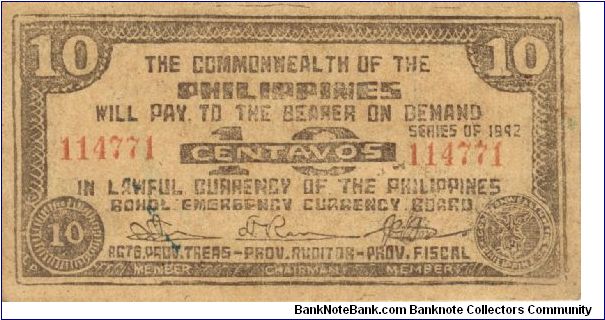 10 10
THE COMMONWEALTH OF THE
PHILIPPINES
WILL PAY TO THE BEARER ON DEMAND
SERIES OF 1942
114771 10 CENTAVOS 114771
IN LAWFUL CURRENCY OF THE PHILIPPINES
BOHOL EMERGENCY CURRENCY BOARD
10
ACTG.PROV.TREAS-PROV.AUDITOR-PROV.FISCAL
MEMBER CHAIRMAN MEMBER
BankNoteBank.com Banknote Collectors Community